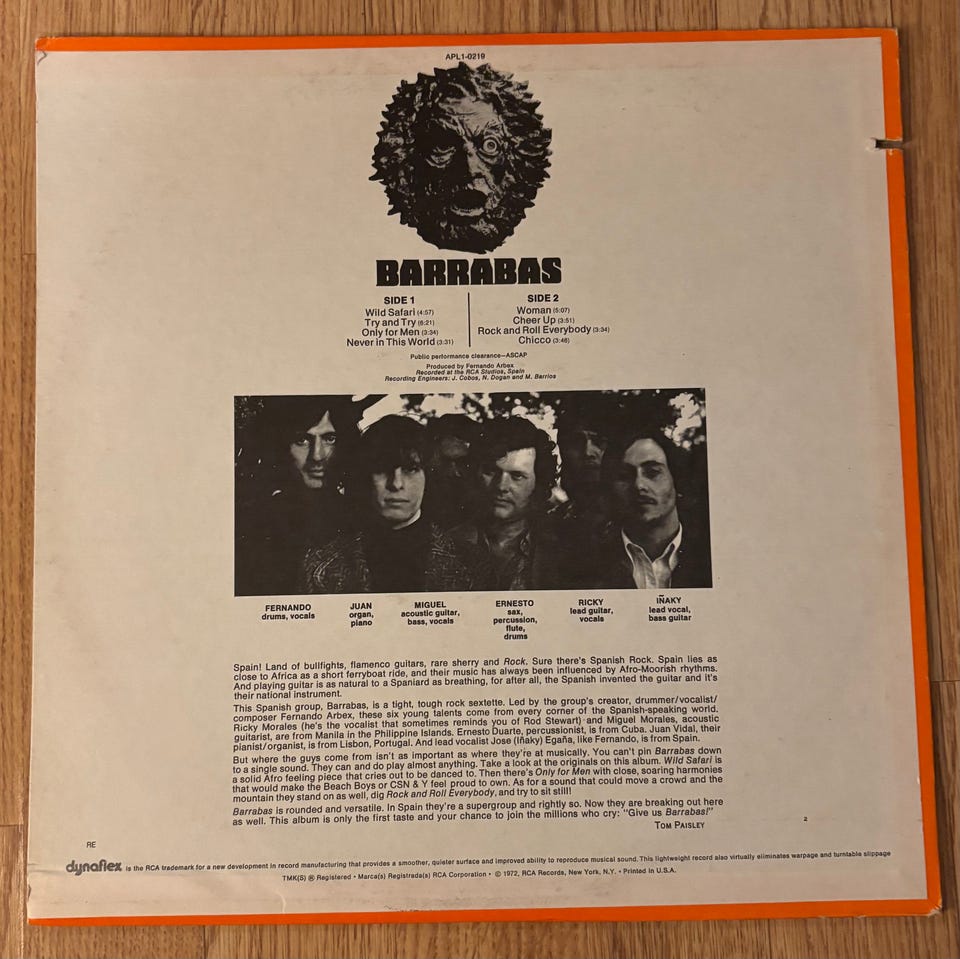 APL1-0219
BARRABAS
SIDE 1
Wild Safari (4:57)
Try and Try (6:21)
Only for Men (3:34)
Never in This World (3:31)
SIDE 2
Woman (5:07)
Cheer Up (3:51)
Rock and Roll Everybody (3:34)
Chicco (3:46)
Public performance clearance—ASCAP
Produced by Fernando Arbex
Recorded at the RCA Studios, Spain
Recording Engineers: J. Cobos, N. Dogan and M. Barrios
FERNANDO
drums, vocals
JUAN
organ,
piano
MIGUEL
acoustic guitar,
bass, vocals
ERNESTO
sax,
percussion,
flute,
drums
RICKY
lead guitar,
vocals
IÑAKY
lead vocal,
bass guitar
Spain! Land of bullfights, flamenco guitars, rare sherry and Rock. Sure there's Spanish Rock. Spain lies as
close to Africa as a short ferryboat ride, and their music has always been influenced by Afro-Moorish rhythms.
And playing guitar is as natural to a Spaniard as breathing, for after all, the Spanish invented the guitar and it's
their national instrument.
This Spanish group, Barrabas, is a tight, tough rock sextette. Led by the group's creator, drummer/vocalist/
composer Fernando Arbex, these six young talents come from every corner of the Spanish-speaking world.
Ricky Morales (he's the vocalist that sometimes reminds you of Rod Stewart) and Miguel Morales, acoustic
guitarist, are from Manila in the Philippine Islands. Ernesto Duarte, percussionist, is from Cuba. Juan Vidal, their
pianist/organist, is from Lisbon, Portugal. And lead vocalist Jose (Iñaky) Egaña, like Fernando, is from Spain.
But where the guys come from isn't as important as where they're at musically. You can't pin Barrabas down
to a single sound. They can and do play almost anything. Take a look at the originals on this album. Wild Safari is
a solid Afro feeling piece that cries out to be danced to. Then there's Only for Men with close, soaring harmonies
that would make the Beach Boys or CSN & Y feel proud to own. As for a sound that could move a crowd and the
mountain they stand on as well, dig Rock and Roll Everybody, and try to sit still!
Barrabas is rounded and versatile. In Spain they're a supergroup and rightly so. Now they are breaking out here
as well. This album is only the first taste and your chance to join the millions who cry: "Give us Barrabas!"
TOM PAISLEY
2
RE
dynaflex is the RCA trademark for a new development in record manufacturing that provides a smoother, quieter surface and improved ability to reproduce musical sound. This lightweight record also virtually eliminates warpage and turntable slippage
TMK(S) ® Registered • Marca(s) Registrada(s) RCA Corporation • © 1972, RCA Records, New York, N.Y. • Printed in U.S.A.